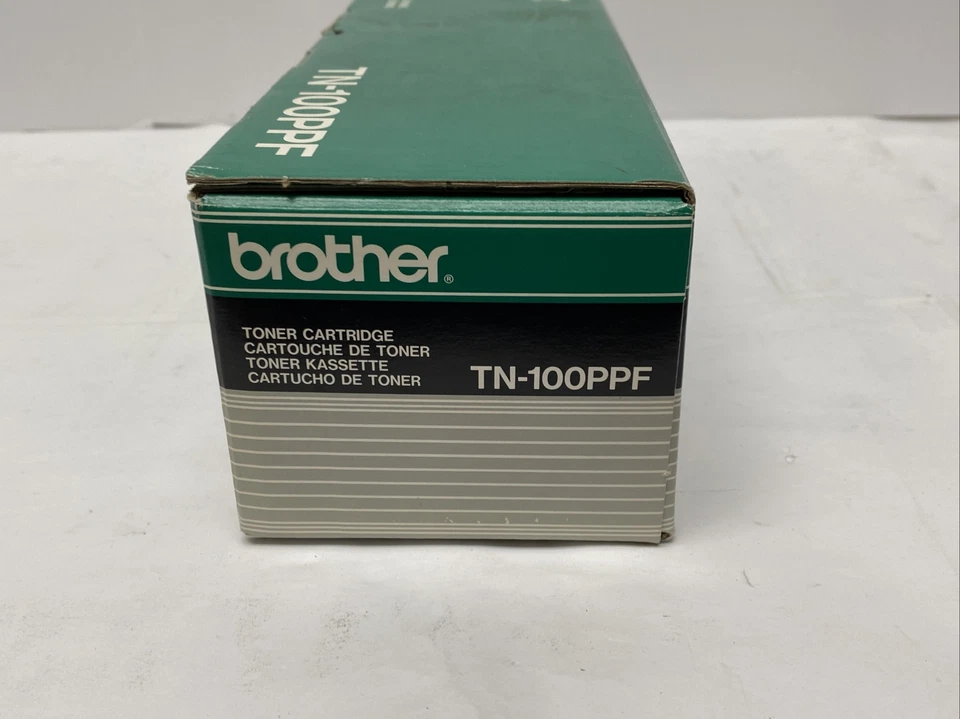 TN-100PPF
brother®
TONER CARTRIDGE
CARTOUCHE DE TONER
TONER KASSETTE
CARTUCHO DE TONER
TN-100PPF